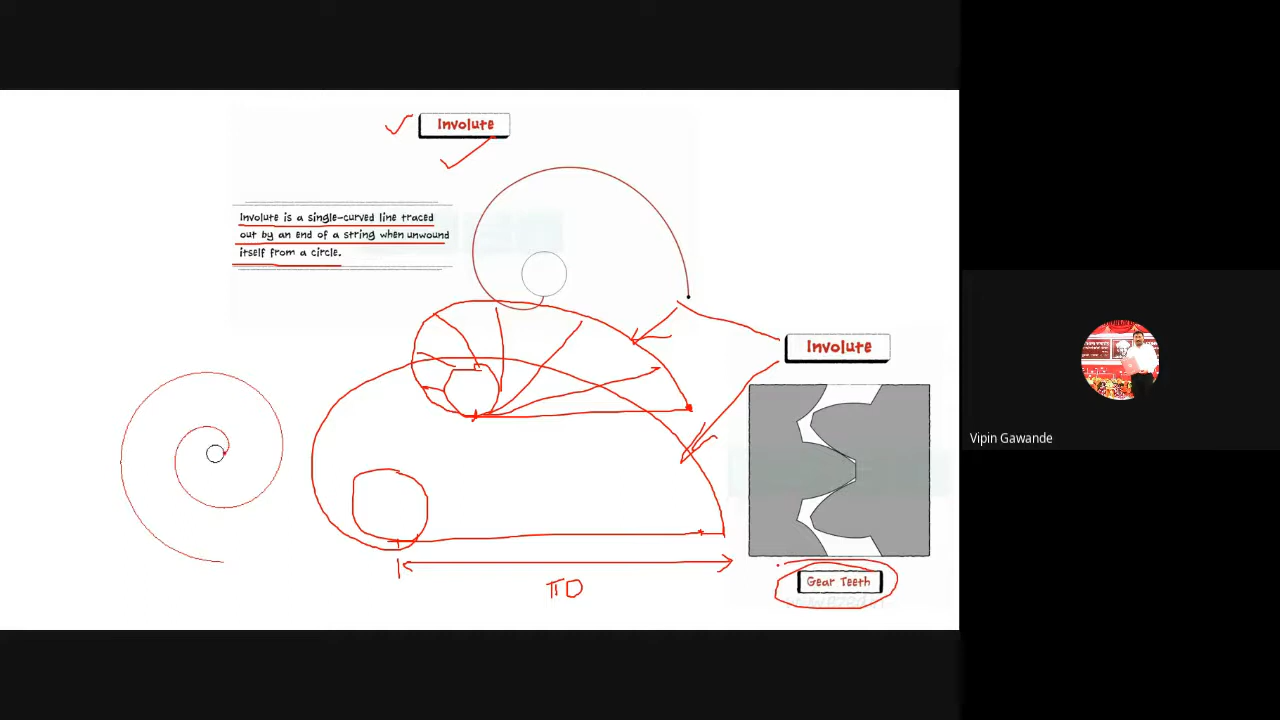 Involute
Involute is a single-curved line traced
out by an end of a string when unwound
itself from a circle.
Involute
Gear Teeth
πD
Vipin Gawande